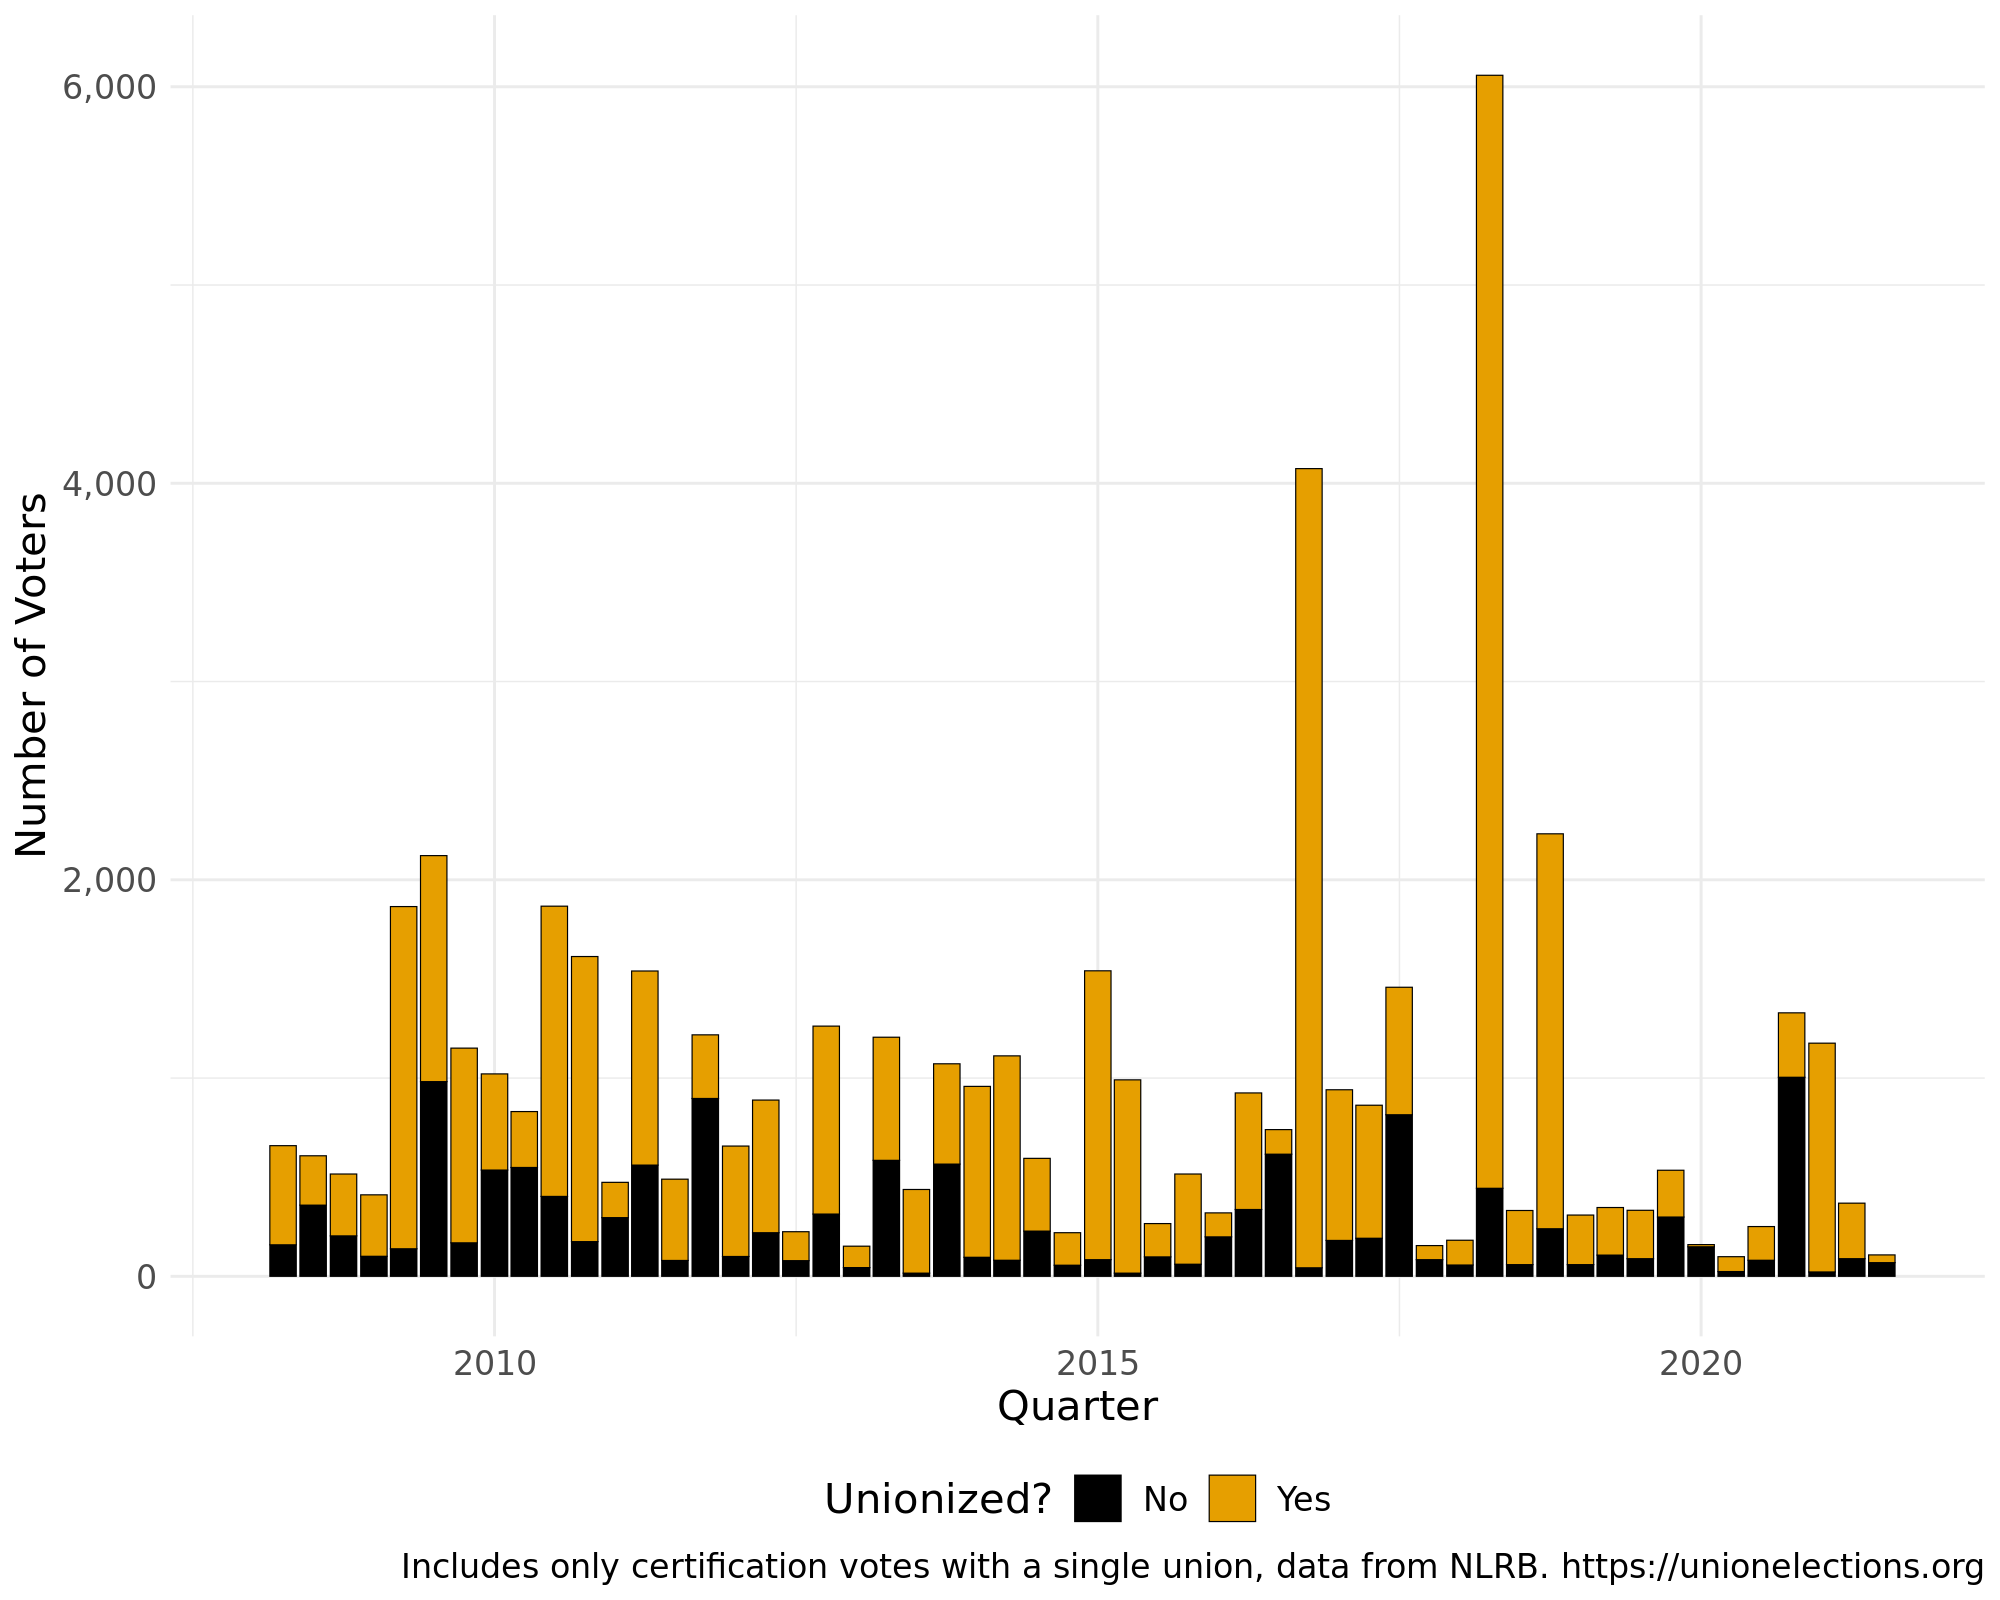 6,000
4,000
2,000
0
Number of Voters
2010
2015
2020
Quarter
Unionized?
No
Yes
Includes only certification votes with a single union, data from NLRB. https://unionelections.org